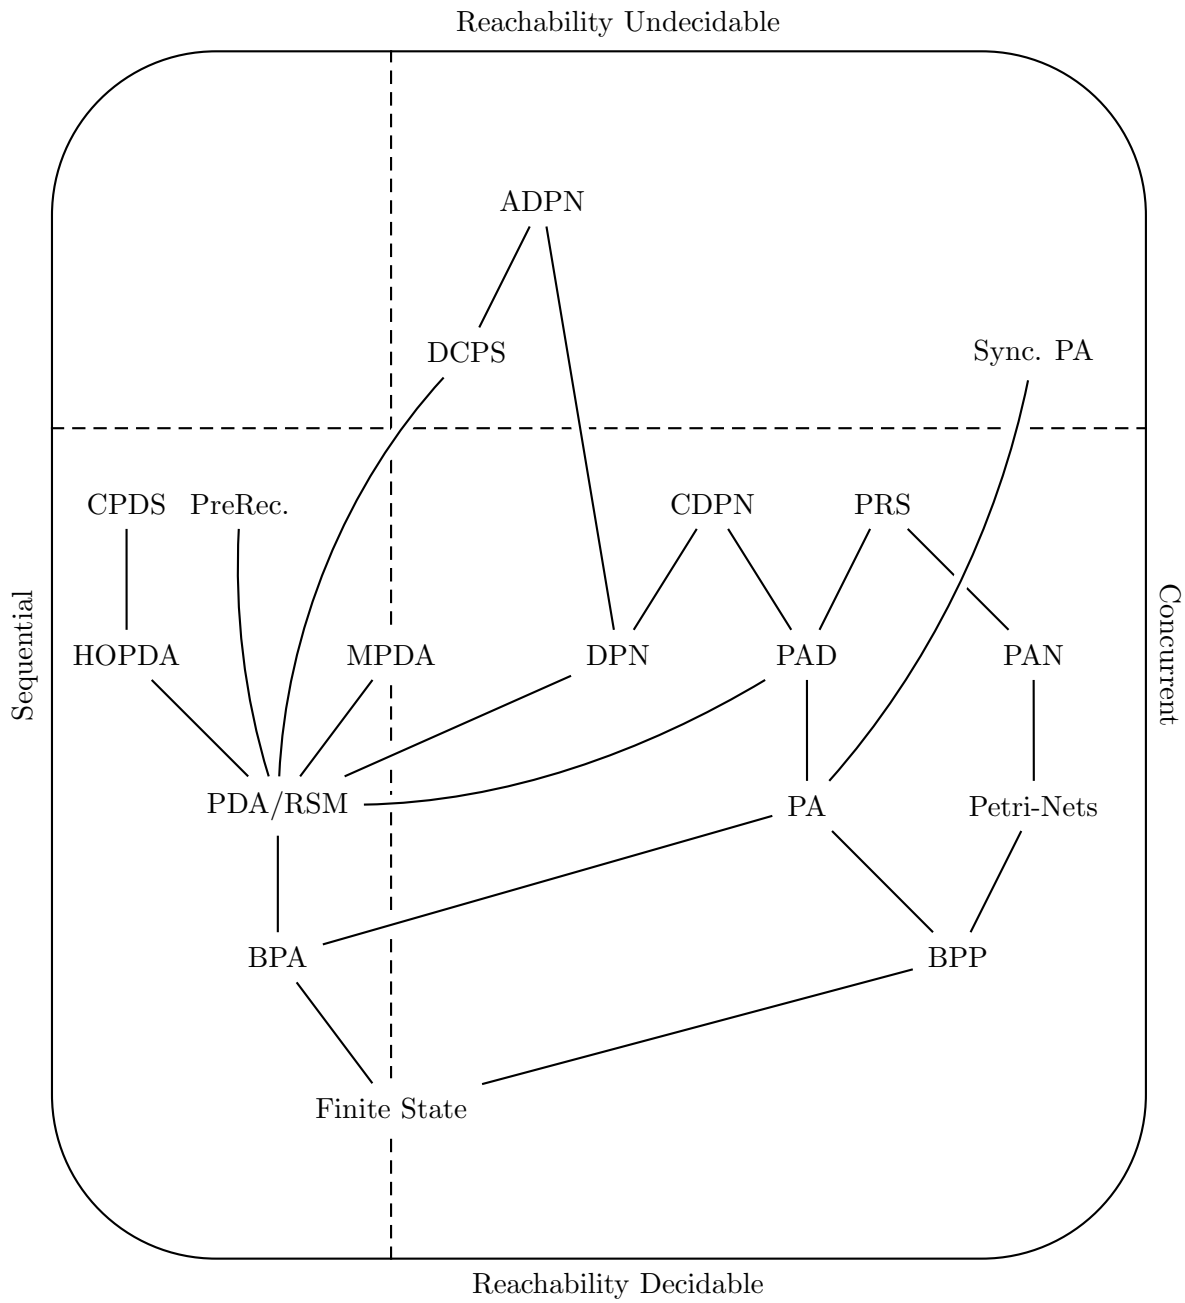 Reachability Undecidable
ADPN
DCPS
Sync. PA
CPDS
PreRec.
CDPN
PRS
Sequential
Concurrent
HOPDA
MPDA
DPN
PAD
PAN
PDA/RSM
PA
Petri-Nets
BPA
BPP
Finite State
Reachability Decidable